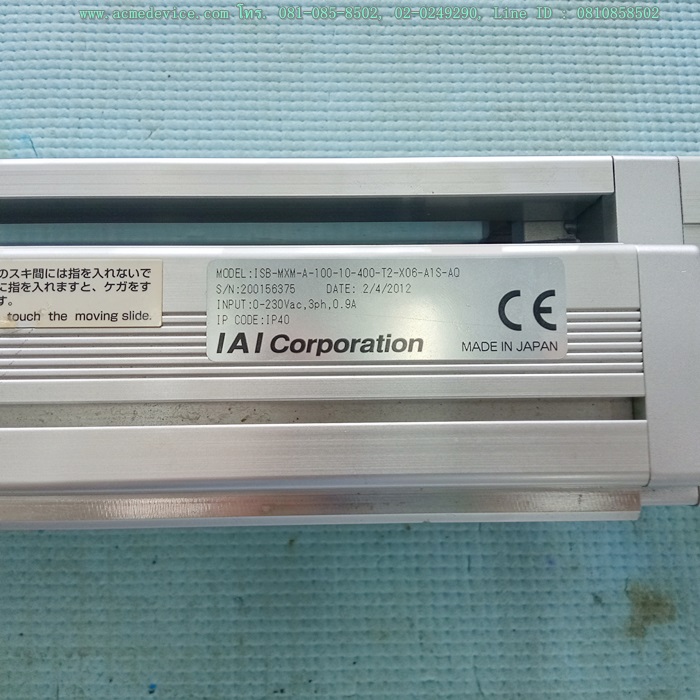 www.acmedevice.com โทร. 081-085-8502, 02-0249290, Line ID : 0810858502
のスキ間には指を入れないで
に指を入れますと、ケガをす
す。
touch the moving slide.
MODEL:ISB-MXM-A-100-10-400-T2-X06-A1S-AQ
S/N:200156375 DATE: 2/4/2012
INPUT:0-230Vac,3ph,0.9A
IP CODE:IP40
CE
IAI Corporation
MADE IN JAPAN